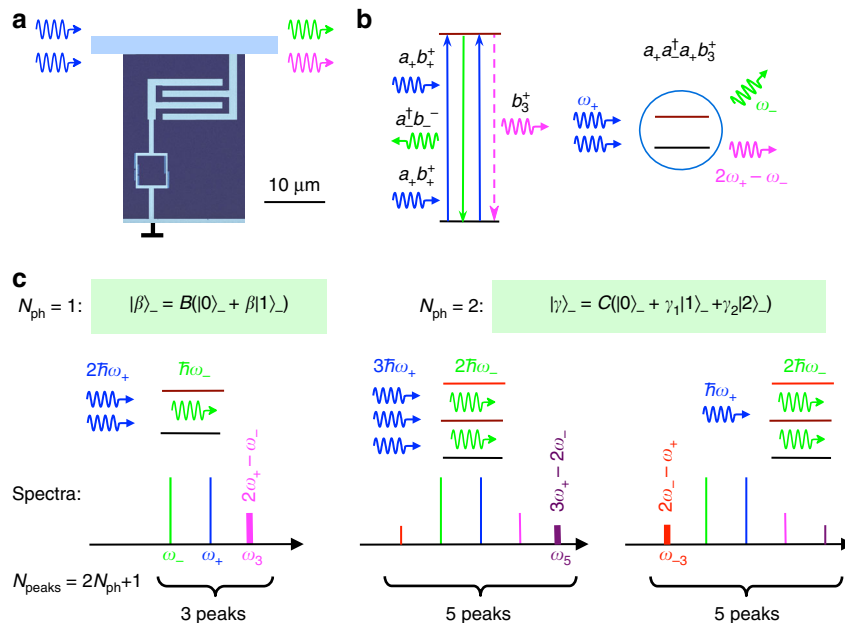 a
10 μm
b
a₊b₊⁺
a₋†b₋⁻
a₊b₊⁺
b₃⁺
ω₊
a₊a₋†a₊b₃⁺
ω₋
2ω₊ − ω₋
c
N_ph = 1:
|β⟩₋ = B(|0⟩₋ + β|1⟩₋)
N_ph = 2:
|γ⟩₋ = C(|0⟩₋ + γ₁|1⟩₋ +γ₂|2⟩₋)
2ħω₊
ħω₋
3ħω₊
2ħω₋
ħω₊
2ħω₋
Spectra:
2ω₊ − ω₋
3ω₊ − 2ω₋
2ω₋ − ω₊
ω₋
ω₊
ω₃
ω₅
ω₋₃
N_peaks = 2N_ph+1
3 peaks
5 peaks
5 peaks